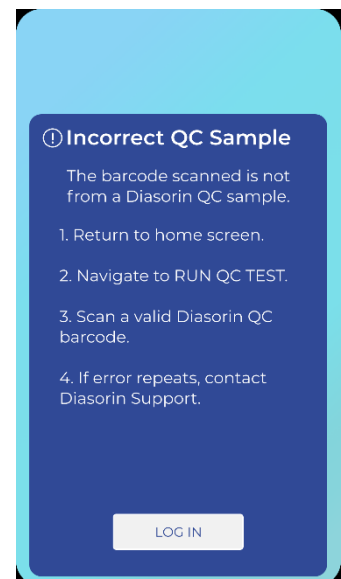 Incorrect QC Sample
The barcode scanned is not
from a Diasorin QC sample.
1. Return to home screen.
2. Navigate to RUN QC TEST.
3. Scan a valid Diasorin QC
barcode.
4. If error repeats, contact
Diasorin Support.
LOG IN